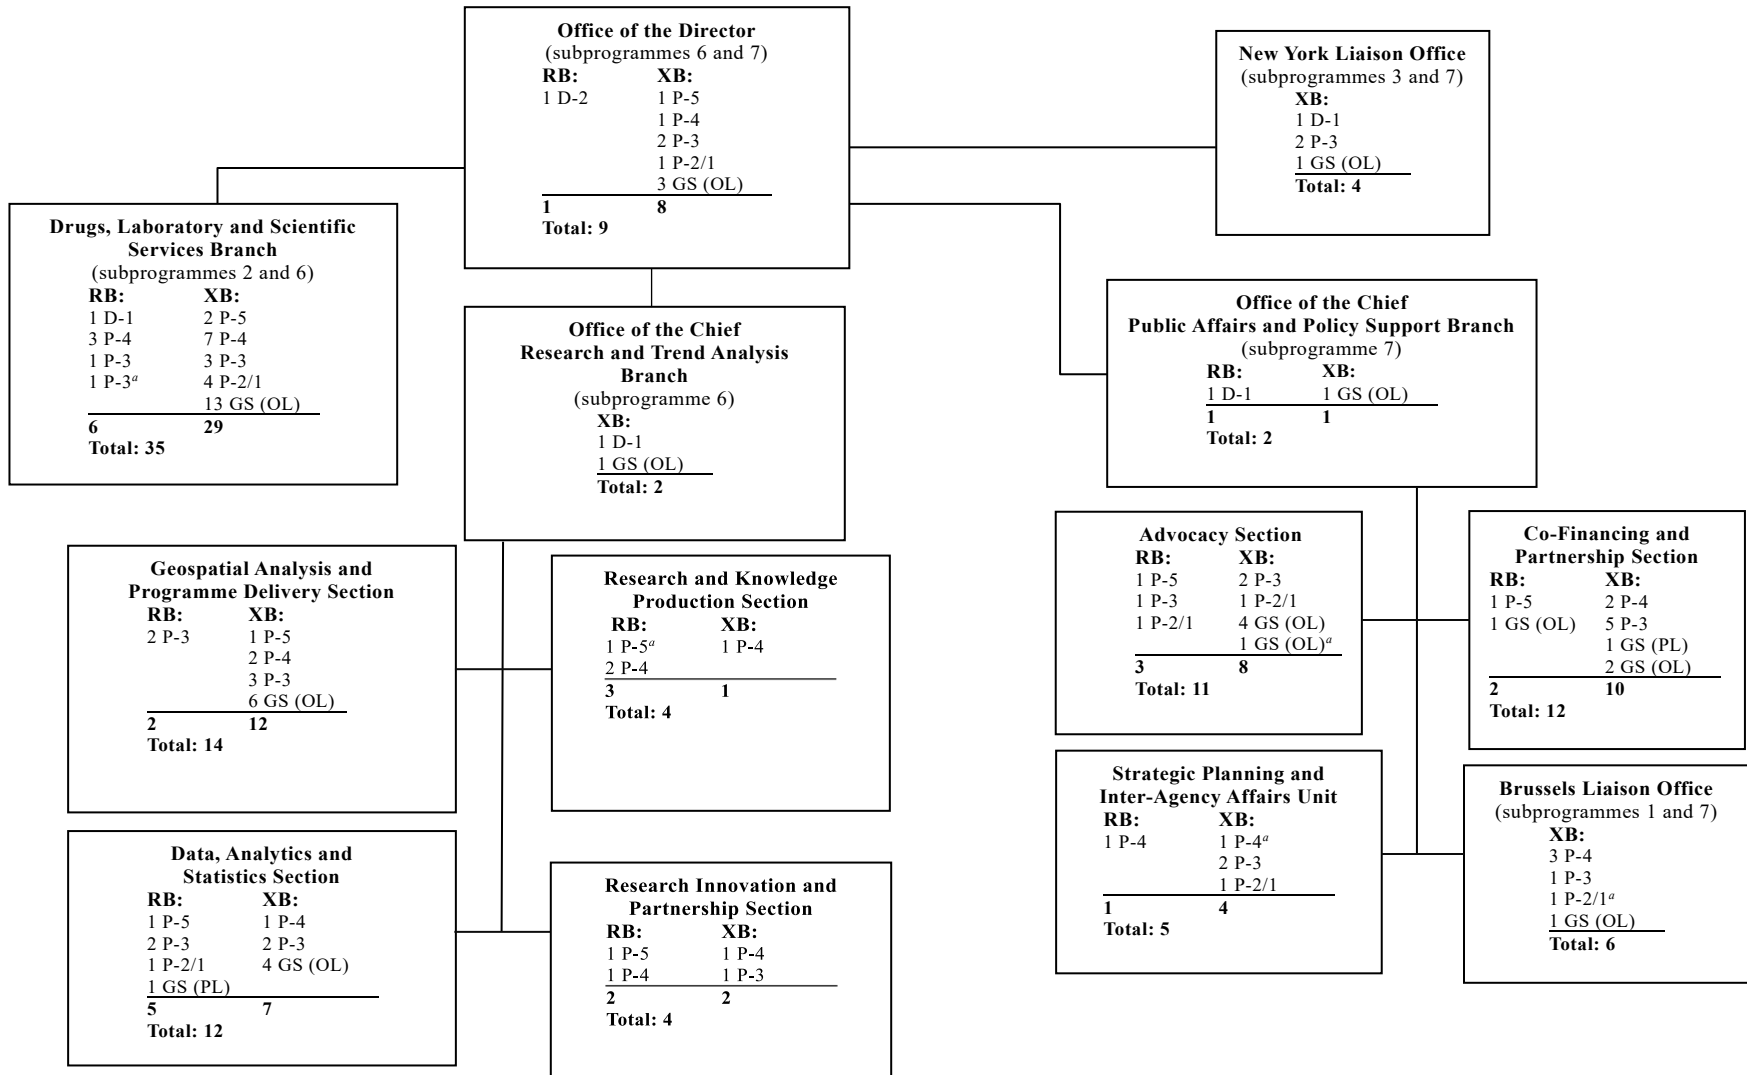 Office of the Director
(subprogrammes 6 and 7)
RB: XB:
1 D-2 1 P-5
1 P-4
2 P-3
1 P-2/1
3 GS (OL)
1 8
Total: 9
New York Liaison Office
(subprogrammes 3 and 7)
XB:
1 D-1
2 P-3
1 GS (OL)
Total: 4
Drugs, Laboratory and Scientific
Services Branch
(subprogrammes 2 and 6)
RB: XB:
1 D-1 2 P-5
3 P-4 7 P-4
1 P-3 3 P-3
1 P-3ᵃ 4 P-2/1
13 GS (OL)
6 29
Total: 35
Office of the Chief
Research and Trend Analysis
Branch
(subprogramme 6)
XB:
1 D-1
1 GS (OL)
Total: 2
Office of the Chief
Public Affairs and Policy Support Branch
(subprogramme 7)
RB: XB:
1 D-1 1 GS (OL)
1 1
Total: 2
Geospatial Analysis and
Programme Delivery Section
RB: XB:
2 P-3 1 P-5
2 P-4
3 P-3
6 GS (OL)
2 12
Total: 14
Research and Knowledge
Production Section
RB: XB:
1 P-5ᵃ 1 P-4
2 P-4
3 1
Total: 4
Advocacy Section
RB: XB:
1 P-5 2 P-3
1 P-3 1 P-2/1
1 P-2/1 4 GS (OL)
1 GS (OL)ᵃ
3 8
Total: 11
Co-Financing and
Partnership Section
RB: XB:
1 P-5 2 P-4
1 GS (OL) 5 P-3
1 GS (PL)
2 GS (OL)
2 10
Total: 12
Data, Analytics and
Statistics Section
RB: XB:
1 P-5 1 P-4
2 P-3 2 P-3
1 P-2/1 4 GS (OL)
1 GS (PL)
5 7
Total: 12
Research Innovation and
Partnership Section
RB: XB:
1 P-5 1 P-4
1 P-4 1 P-3
2 2
Total: 4
Strategic Planning and
Inter-Agency Affairs Unit
RB: XB:
1 P-4 1 P-4ᵃ
2 P-3
1 P-2/1
1 4
Total: 5
Brussels Liaison Office
(subprogrammes 1 and 7)
XB:
3 P-4
1 P-3
1 P-2/1ᵃ
1 GS (OL)
Total: 6